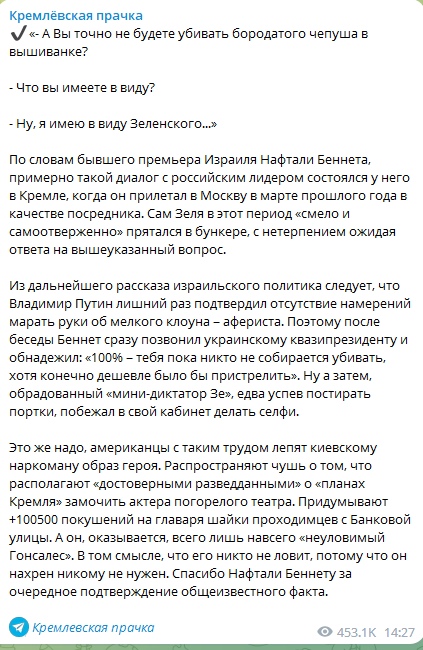 Кремлёвская прачка
✔️«- А Вы точно не будете убивать бородатого чепуша в
вышиванке?
- Что вы имеете в виду?
- Ну, я имею в виду Зеленского...»
По словам бывшего премьера Израиля Нафтали Беннета,
примерно такой диалог с российским лидером состоялся у него
в Кремле, когда он прилетал в Москву в марте прошлого года в
качестве посредника. Сам Зеля в этот период «смело и
самоотверженно» прятался в бункере, с нетерпением ожидая
ответа на вышеуказанный вопрос.
Из дальнейшего рассказа израильского политика следует, что
Владимир Путин лишний раз подтвердил отсутствие намерений
марать руки об мелкого клоуна – афериста. Поэтому после
беседы Беннет сразу позвонил украинскому квазипрезиденту и
обнадежил: «100% – тебя пока никто не собирается убивать,
хотя конечно дешевле было бы пристрелить». Ну а затем,
обрадованный «мини-диктатор Зе», едва успев постирать
портки, побежал в свой кабинет делать селфи.
Это же надо, американцы с таким трудом лепят киевскому
наркоману образ героя. Распространяют чушь о том, что
располагают «достоверными разведданными» о «планах
Кремля» замочить актера погорелого театра. Придумывают
+100500 покушений на главаря шайки проходимцев с Банковой
улицы. А он, оказывается, всего лишь навсего «неуловимый
Гонсалес». В том смысле, что его никто не ловит, потому что он
нахрен никому не нужен. Спасибо Нафтали Беннету за
очередное подтверждение общеизвестного факта.
Кремлевская прачка
453.1K 14:27